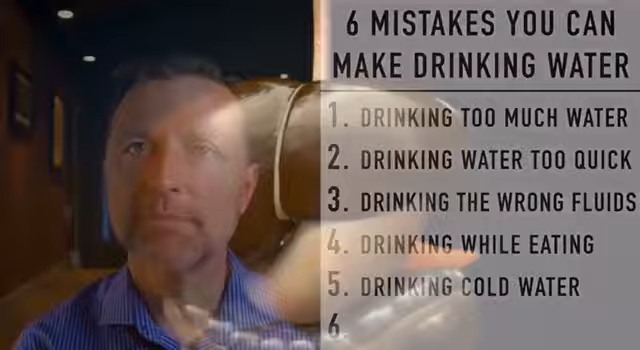 6 MISTAKES YOU CAN
MAKE DRINKING WATER
1. DRINKING TOO MUCH WATER
2. DRINKING WATER TOO QUICK
3. DRINKING THE WRONG FLUIDS
4. DRINKING WHILE EATING
5. DRINKING COLD WATER
6.